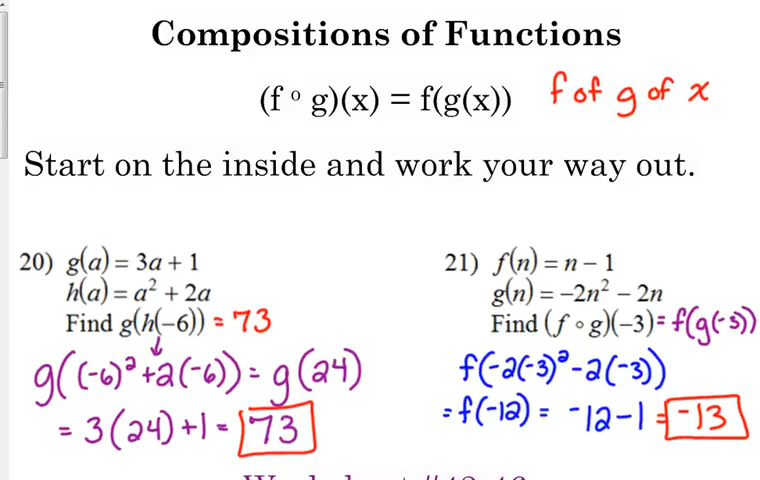 Compositions of Functions
(f ∘ g)(x) = f(g(x)) f of g of x
Start on the inside and work your way out.
20) g(a) = 3a + 1
h(a) = a² + 2a
Find g(h(−6)) = 73
g((-6)² + 2(-6)) = g(24)
= 3(24) + 1 = 73
21) f(n) = n − 1
g(n) = −2n² − 2n
Find (f ∘ g)(−3) = f(g(-3))
f(-2(-3)² - 2(-3))
= f(-12) = -12 - 1 = -13